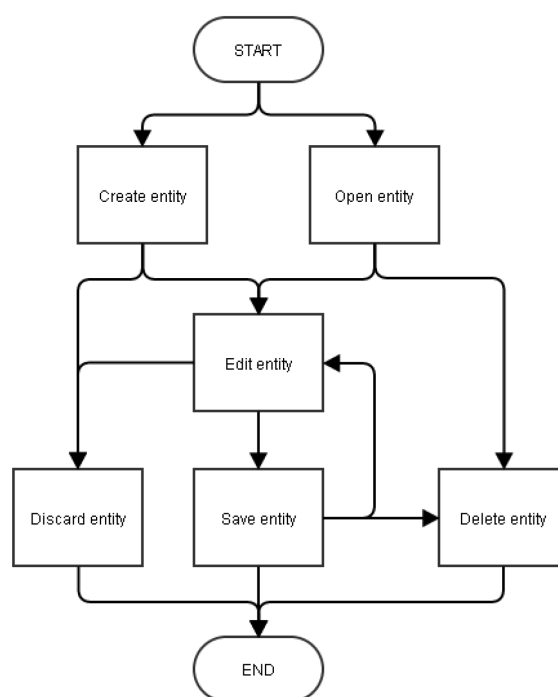 START
Create entity
Open entity
Edit entity
Discard entity
Save entity
Delete entity
END